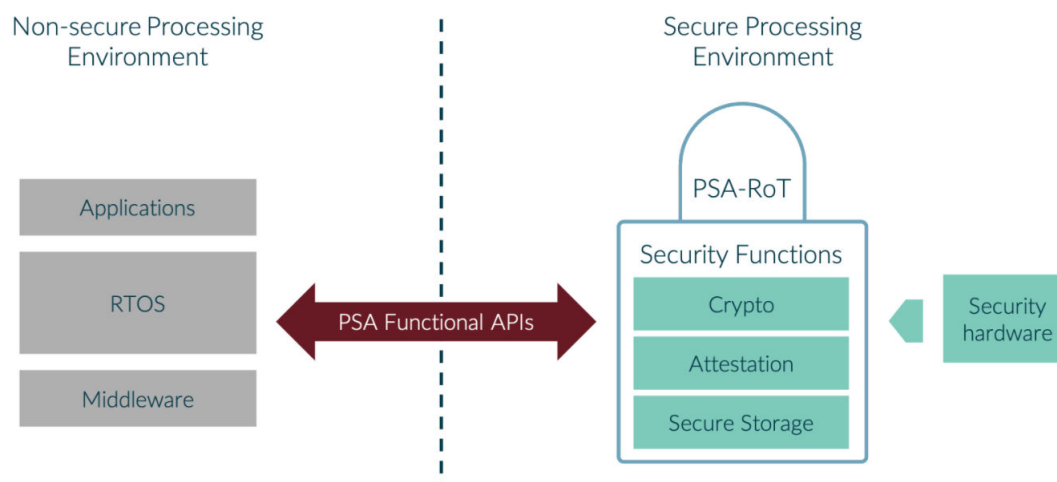 Non-secure Processing
Environment
Secure Processing
Environment
PSA-RoT
Applications
Security Functions
RTOS
PSA Functional APIs
Crypto
Security
hardware
Attestation
Middleware
Secure Storage